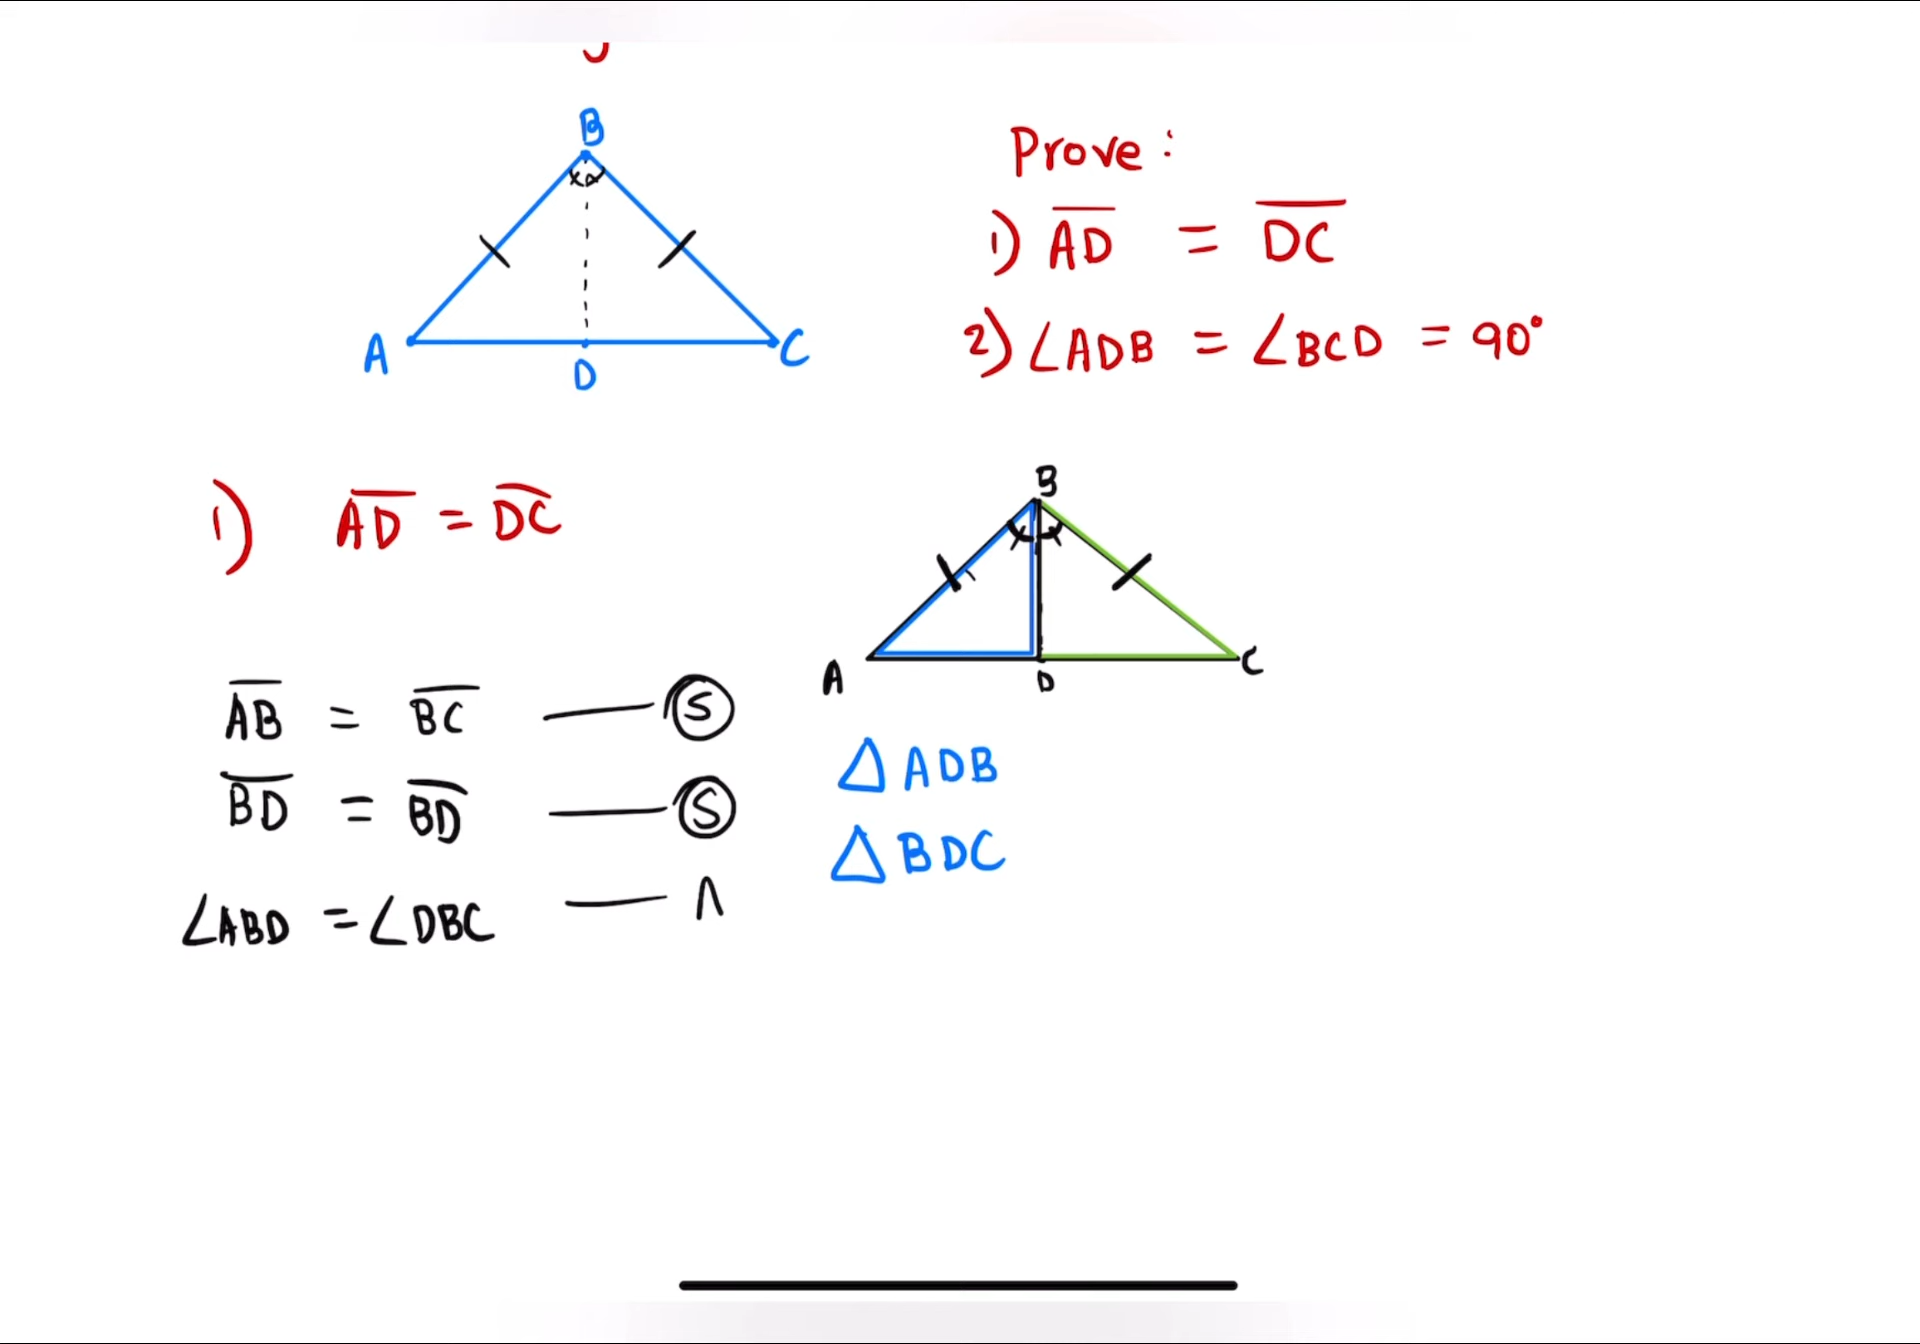 B
A
D
C
Prove :
1) AD = DC
2) ∠ADB = ∠BCD = 90°
1) AD = DC
B
A
D
C
AB = BC — S
BD = BD — S
∠ABD = ∠DBC —
△ ADB
△ BDC